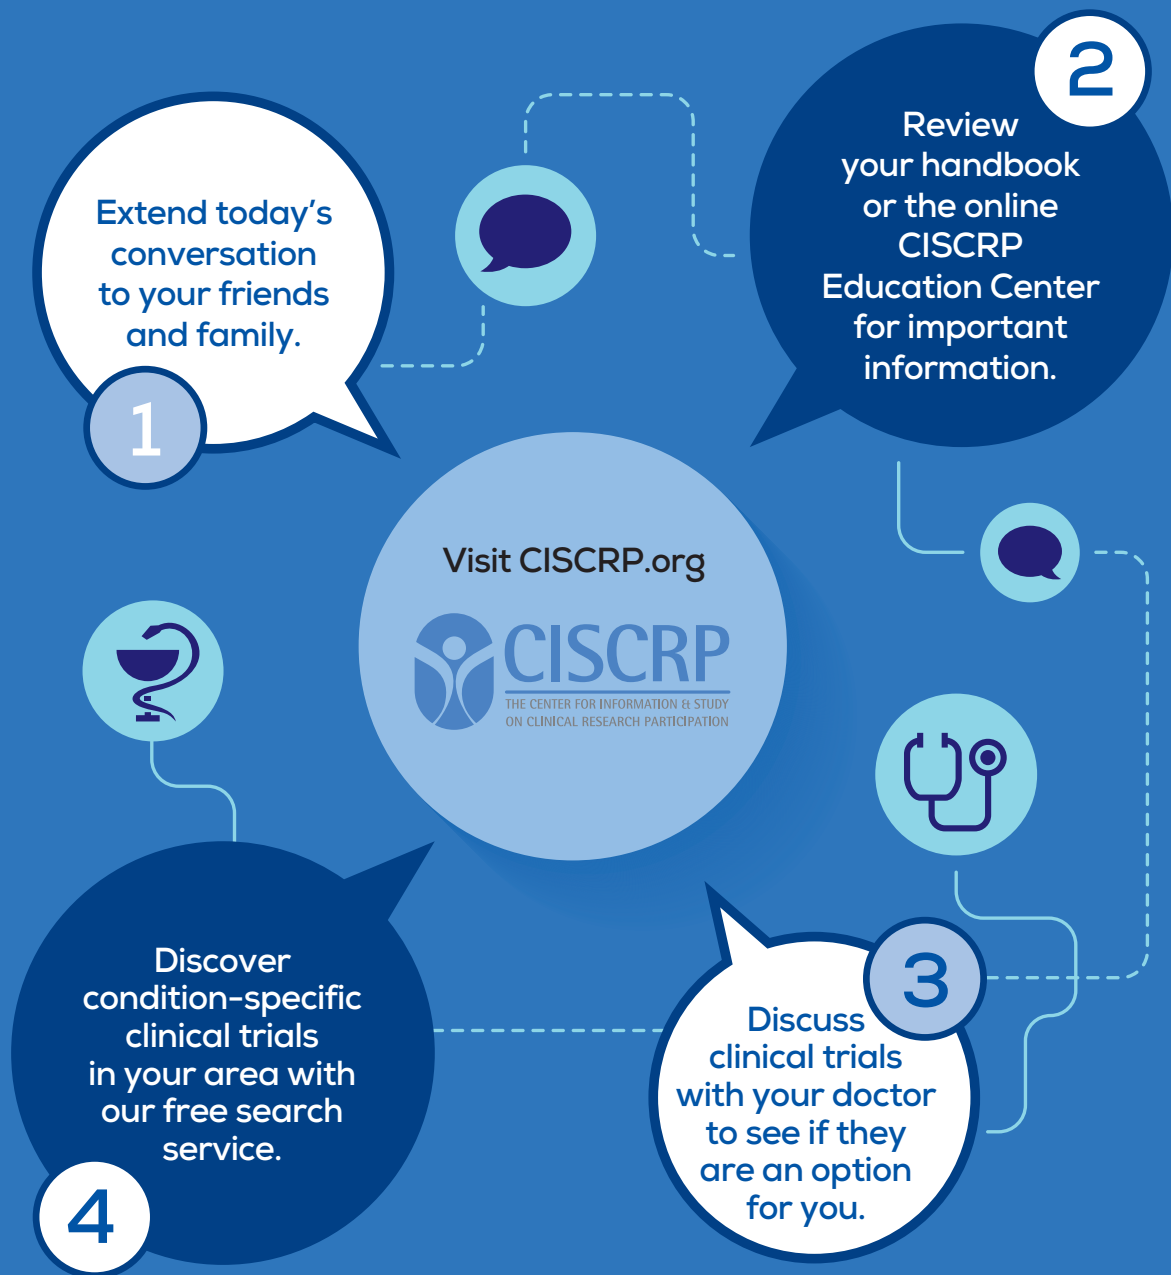 Extend today's
conversation
to your friends
and family.
1
2
Review
your handbook
or the online
CISCRP
Education Center
for important
information.
Visit CISCRP.org
CISCRP
THE CENTER FOR INFORMATION & STUDY
ON CLINICAL RESEARCH PARTICIPATION
3
Discuss
clinical trials
with your doctor
to see if they
are an option
for you.
Discover
condition-specific
clinical trials
in your area with
our free search
service.
4